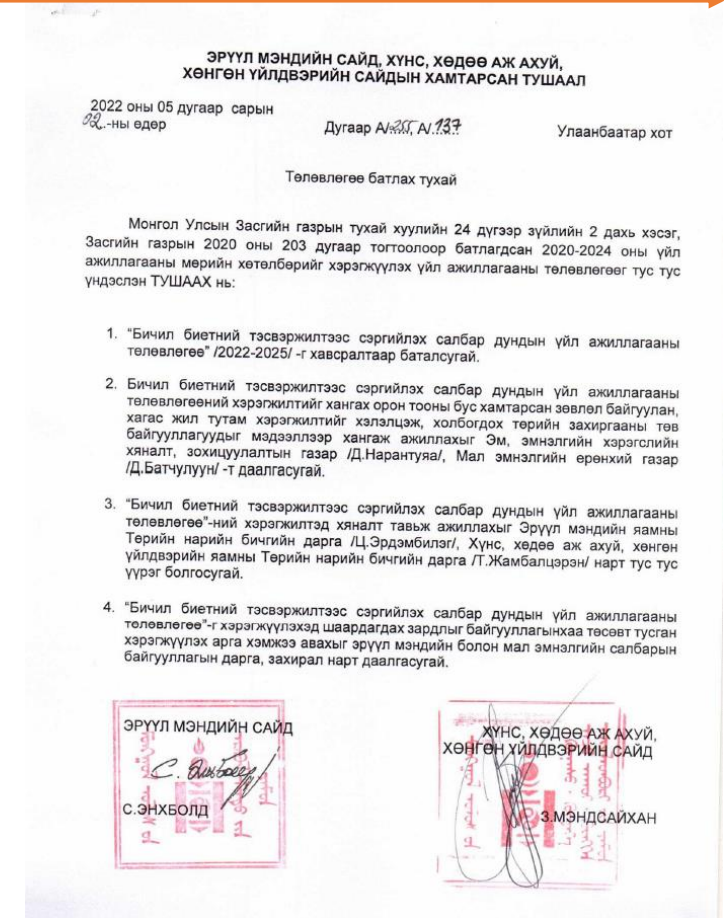 ЭРҮҮЛ МЭНДИЙН САЙД, ХҮНС, ХӨДӨӨ АЖ АХУЙ,
ХӨНГӨН ҮЙЛДВЭРИЙН САЙДЫН ХАМТАРСАН ТУШААЛ
2022 оны 05 дугаар сарын
02.-ны өдөр
Дугаар А/ , А/.137
Улаанбаатар хот
Төлөвлөгөө батлах тухай
Монгол Улсын Засгийн газрын тухай хуулийн 24 дүгээр зүйлийн 2 дахь хэсэг,
Засгийн газрын 2020 оны 203 дугаар тогтоолоор батлагдсан 2020-2024 оны үйл
ажиллагааны мөрийн хөтөлбөрийг хэрэгжүүлэх үйл ажиллагааны төлөвлөгөөг тус тус
үндэслэн ТУШААХ нь:
1. “Бичил биетний тэсвэржилтээс сэргийлэх салбар дундын үйл ажиллагааны
төлөвлөгөө” /2022-2025/ -г хавсралтаар баталсугай.
2. Бичил биетний тэсвэржилтээс сэргийлэх салбар дундын үйл ажиллагааны
төлөвлөгөөний хэрэгжилтийг хангах орон тооны бус хамтарсан зөвлөл байгуулан,
хагас жил тутам хэрэгжилтийг хэлэлцэж, холбогдох төрийн захиргааны төв
байгууллагуудыг мэдээллээр хангаж ажиллахыг Эм, эмнэлгийн хэрэгслийн
хяналт, зохицуулалтын газар /Д.Нарантуяа/, Мал эмнэлгийн ерөнхий газар
/Д.Батчулуун/ -т даалгасугай.
3. “Бичил биетний тэсвэржилтээс сэргийлэх салбар дундын үйл ажиллагааны
төлөвлөгөө”-ний хэрэгжилтэд хяналт тавьж ажиллахыг Эрүүл мэндийн яамны
Төрийн нарийн бичгийн дарга /Ц.Эрдэмбилэг/, Хүнс, хөдөө аж ахуй, хөнгөн
үйлдвэрийн яамны Төрийн нарийн бичгийн дарга /Т.Жамбалцэрэн/ нарт тус тус
үүрэг болгосугай.
4. “Бичил биетний тэсвэржилтээс сэргийлэх салбар дундын үйл ажиллагааны
төлөвлөгөө”-г хэрэгжүүлэхэд шаардагдах зардлыг байгууллагынхаа төсөвт тусган
хэрэгжүүлэх арга хэмжээ авахыг эрүүл мэндийн болон мал эмнэлгийн салбарын
байгууллагын дарга, захирал нарт даалгасугай.
ЭРҮҮЛ МЭНДИЙН САЙД
С.ЭНХБОЛД
ХҮНС, ХӨДӨӨ АЖ АХУЙ,
ХӨНГӨН ҮЙЛДВЭРИЙН САЙД
З.МЭНДСАЙХАН